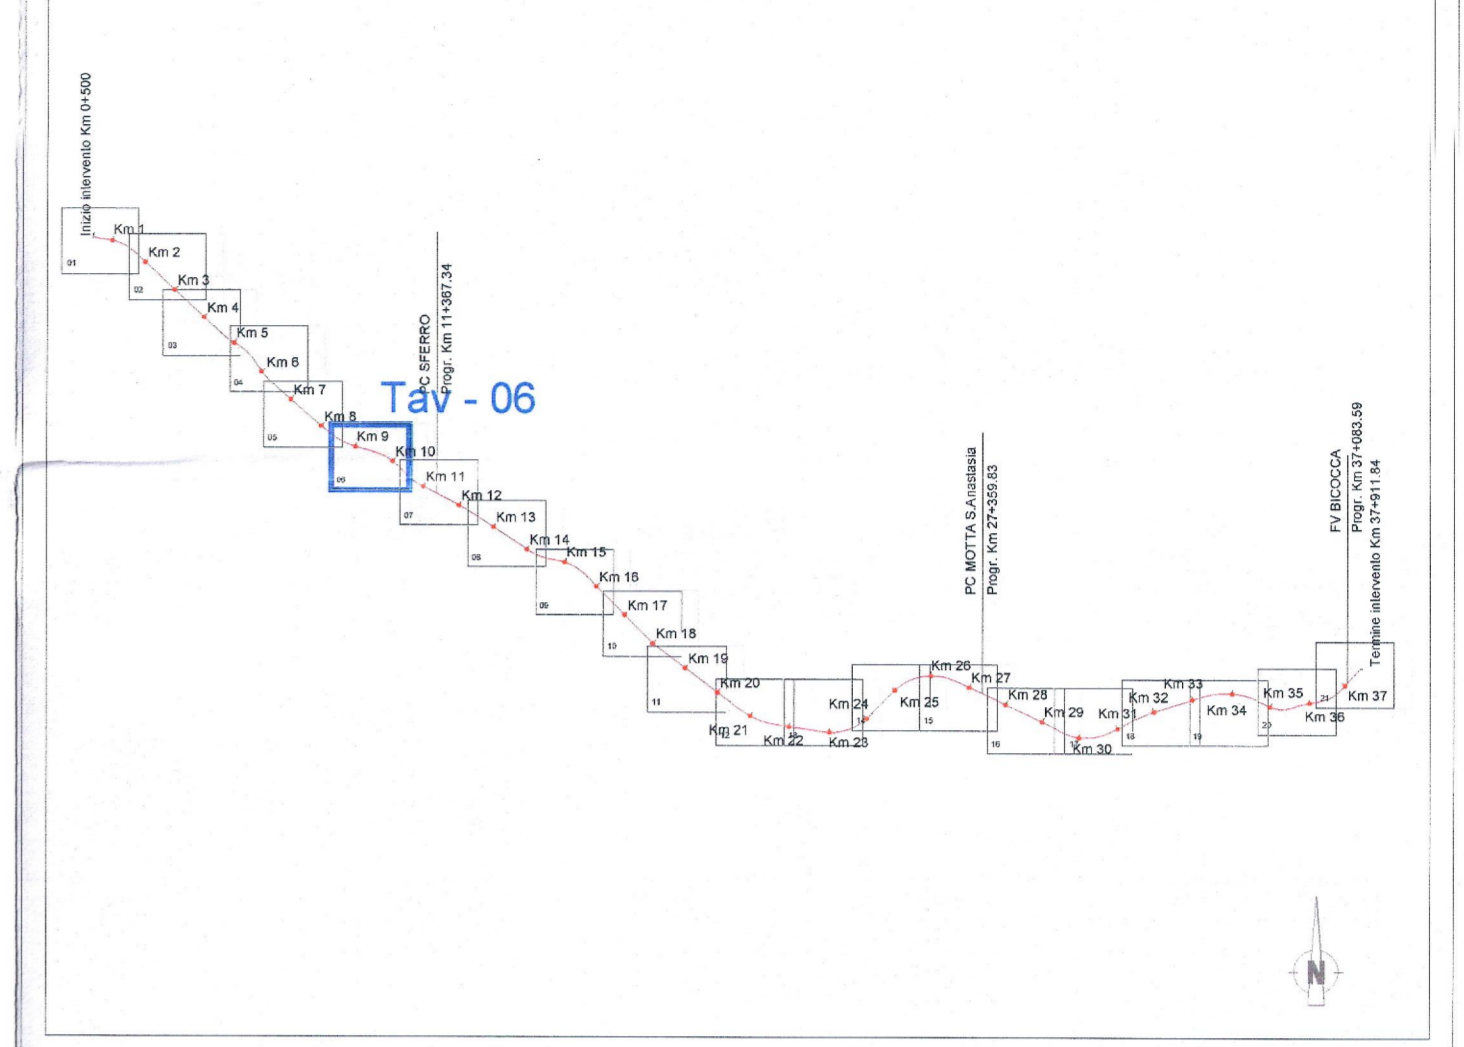 Inizio intervento Km 0+500
Km 1
01
Km 2
02
Km 3
03
Km 4
Km 5
04
Km 6
Km 7
05
Km 8
PC SFERRO
Progr. Km 11+367.34
Tav - 06
Km 9
06
Km 10
Km 11
07
Km 12
Km 13
08
Km 14
Km 15
09
Km 16
10
Km 17
Km 18
Km 19
11
Km 20
Km 21
12
Km 22
13
Km 23
Km 24
14
Km 25
15
Km 26
Km 27
PC MOTTA S.Anastasia
Progr. Km 27+359.83
Km 28
16
Km 29
17
Km 30
Km 31
18
Km 32
Km 33
19
Km 34
Km 35
20
Km 36
21
Km 37
FV BICOCCA
Progr. Km 37+083.59
Termine intervento Km 37+911.84
N